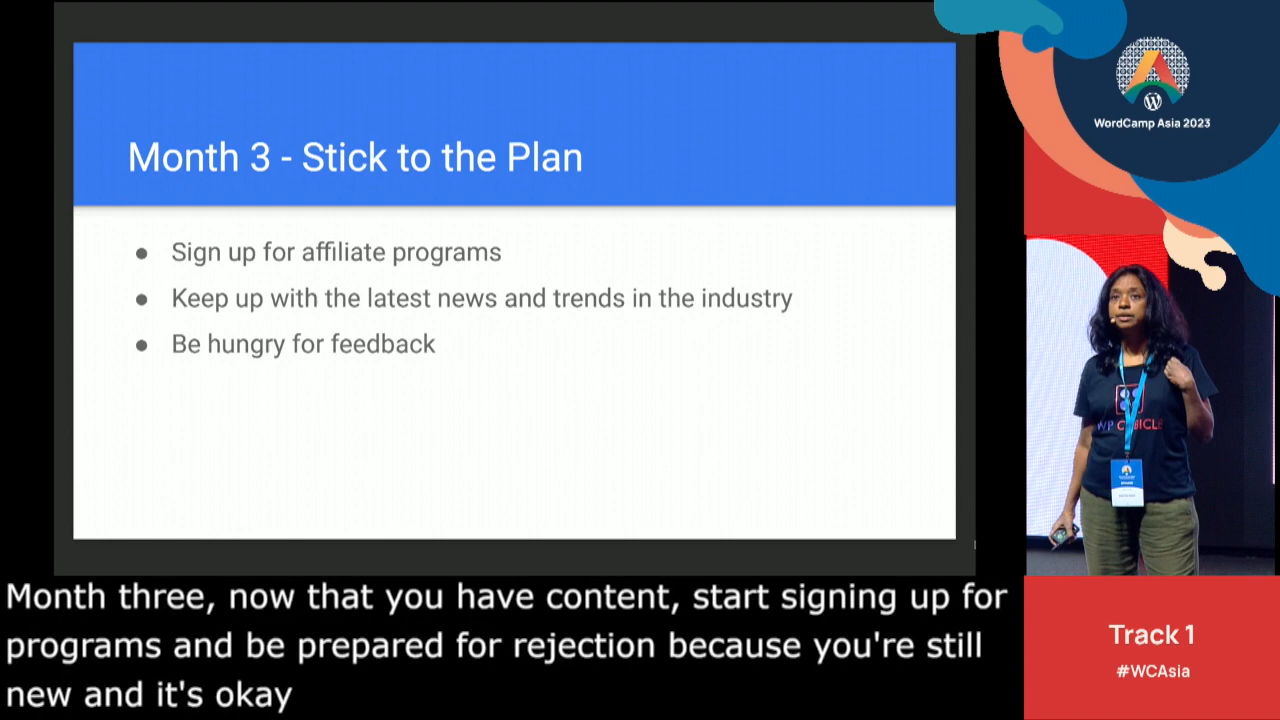 Month 3 - Stick to the Plan
Sign up for affiliate programs
Keep up with the latest news and trends in the industry
Be hungry for feedback
WordCamp Asia 2023
WP CUBICLE
Month three, now that you have content, start signing up for
programs and be prepared for rejection because you're still
new and it's okay
Track 1
#WCAsia